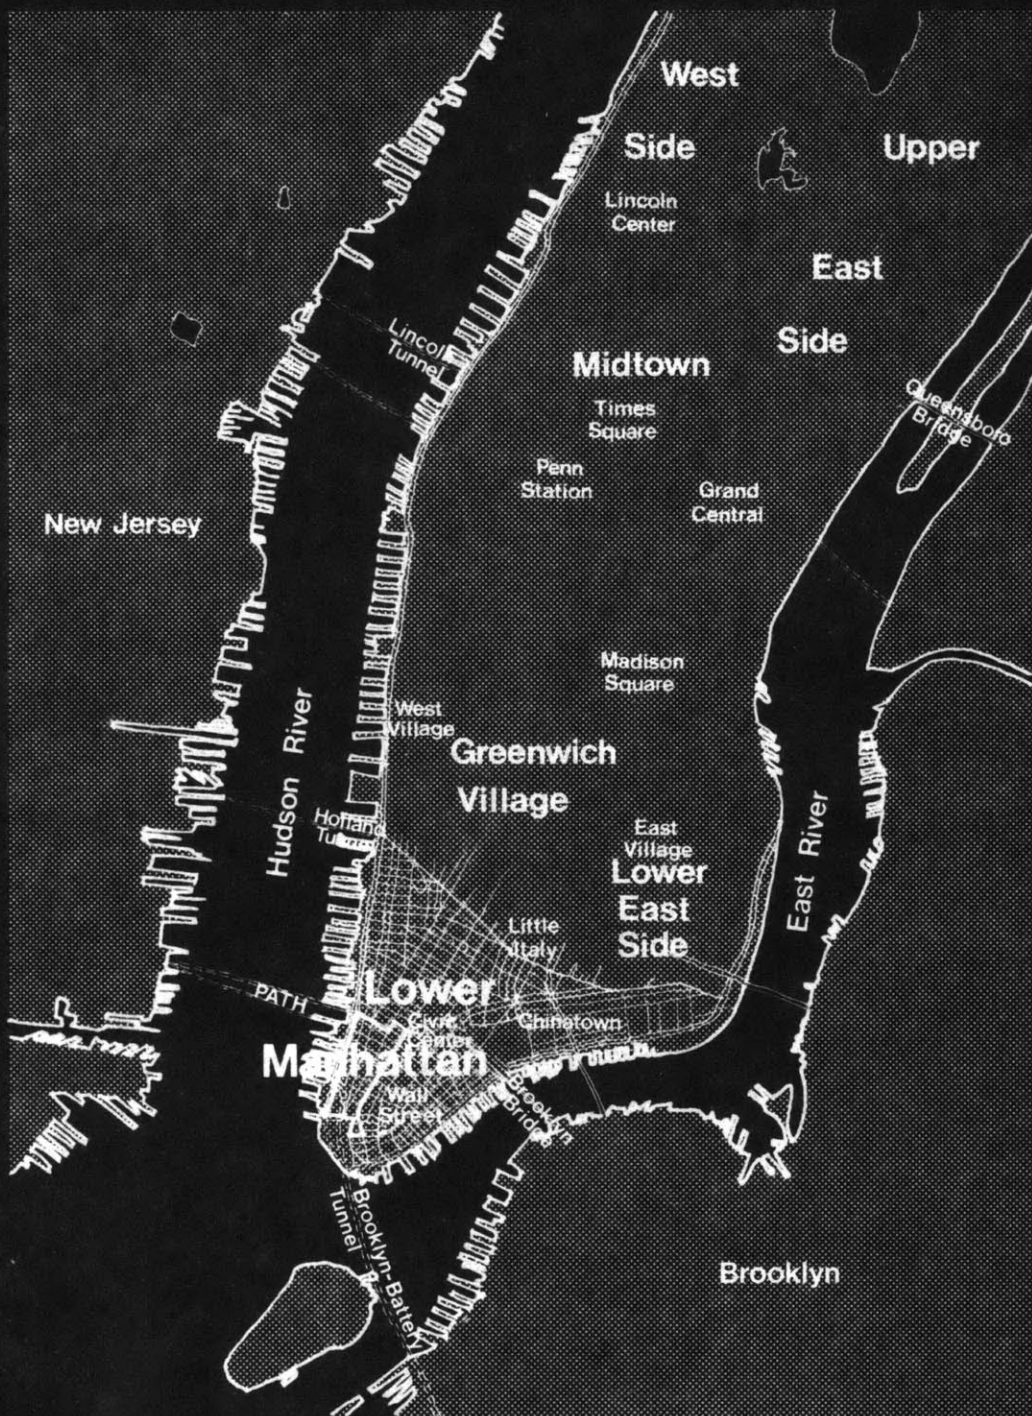 West
Side
Upper
Lincoln
Center
East
Side
Lincoln
Tunnel
Midtown
Times
Square
Queensboro
Bridge
Penn
Station
Grand
Central
New Jersey
Madison
Square
West
Village
Greenwich
Village
Hudson River
Holland
Tunnel
East
Village
Lower
East
Side
East River
Little
Italy
PATH
Lower
Manhattan
Civic
Center
Chinatown
Wall
Street
Brooklyn
Bridge
Brooklyn-Battery
Tunnel
Brooklyn